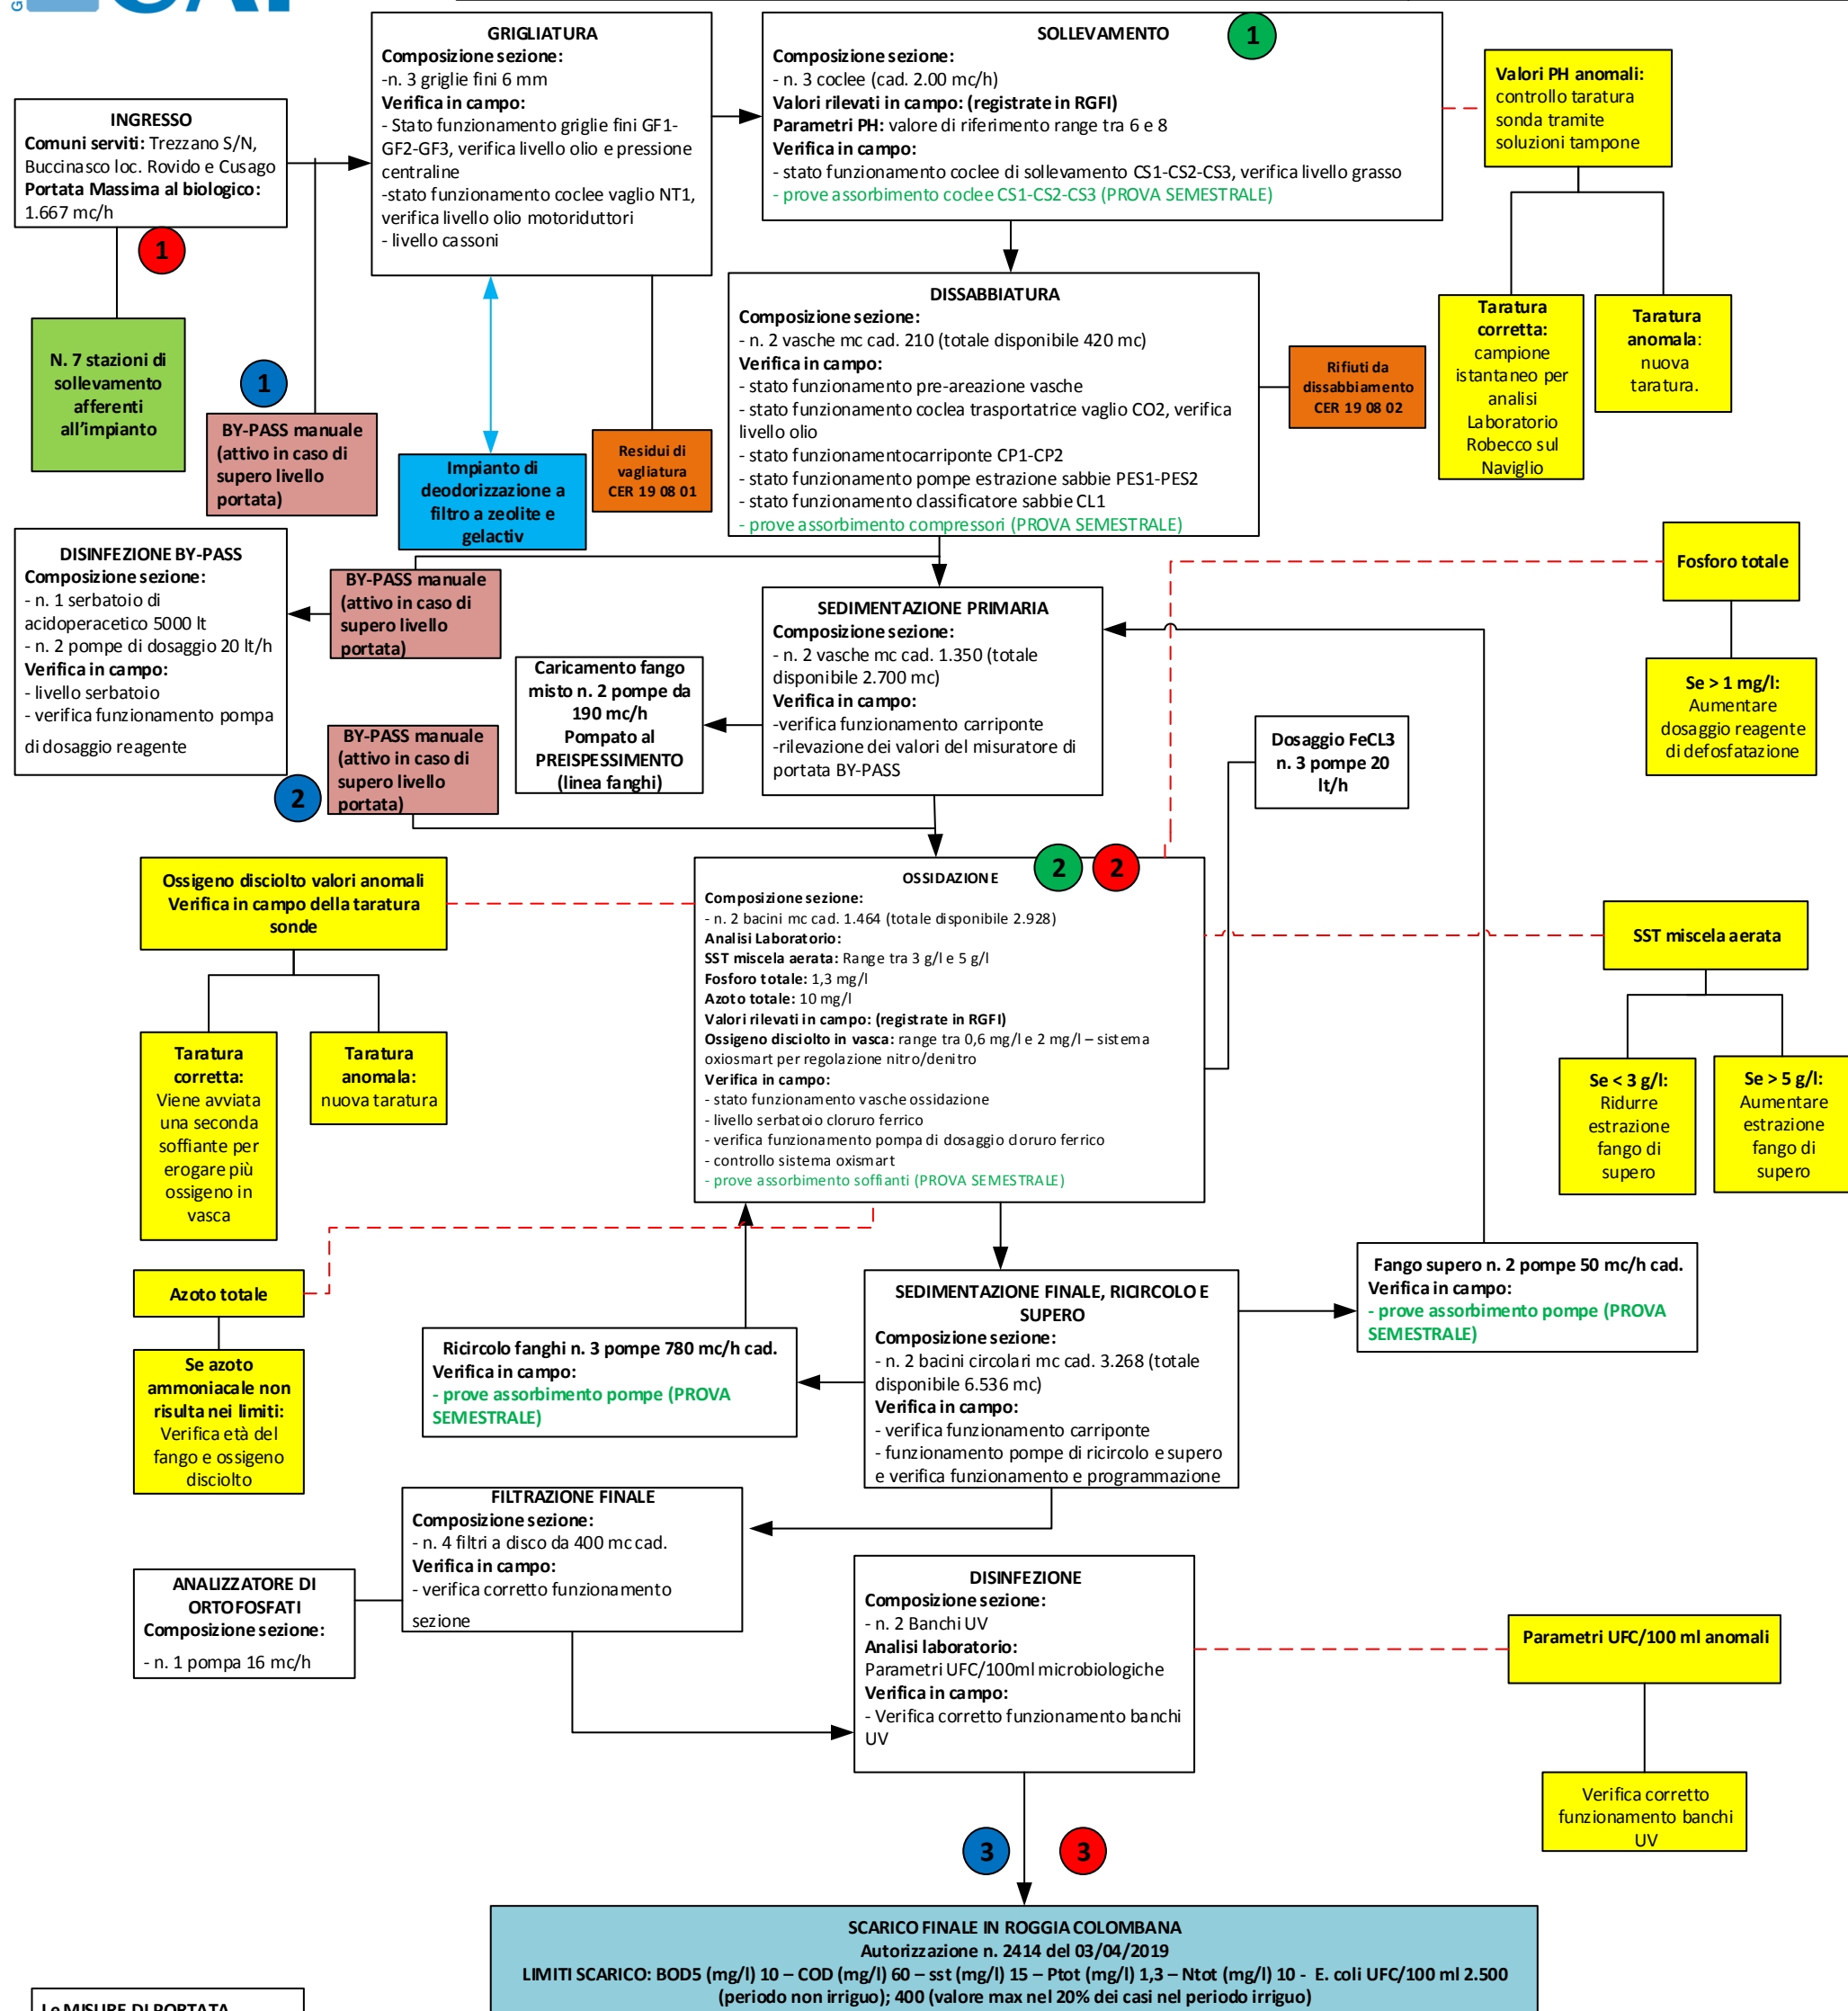 G
CAP
GRIGLIATURA
Composizione sezione:
-n. 3 griglie fini 6 mm
Verifica in campo:
- Stato funzionamento griglie fini GF1-
GF2-GF3, verifica livello olio e pressione
centraline
-stato funzionamento coclee vaglio NT1,
verifica livello olio motoriduttori
- livello cassoni
SOLLEVAMENTO
1
Composizione sezione:
- n. 3 coclee (cad. 2.00 mc/h)
Valori rilevati in campo: (registrate in RGFI)
Parametri PH: valore di riferimento range tra 6 e 8
Verifica in campo:
- stato funzionamento coclee di sollevamento CS1-CS2-CS3, verifica livello grasso
- prove assorbimento coclee CS1-CS2-CS3 (PROVA SEMESTRALE)
Valori PH anomali:
controllo taratura
sonda tramite
soluzioni tampone
INGRESSO
Comuni serviti: Trezzano S/N,
Buccinasco loc. Rovido e Cusago
Portata Massima al biologico:
1.667 mc/h
1
N. 7 stazioni di
sollevamento
afferenti
all'impianto
1
BY-PASS manuale
(attivo in caso di
supero livello
portata)
Impianto di
deodorizzazione a
filtro a zeolite e
gelactiv
Residui di
vagliatura
CER 19 08 01
DISSABBIATURA
Composizione sezione:
- n. 2 vasche mc cad. 210 (totale disponibile 420 mc)
Verifica in campo:
- stato funzionamento pre-areazione vasche
- stato funzionamento coclea trasportatrice vaglio CO2, verifica
livello olio
- stato funzionamentocarriponte CP1-CP2
- stato funzionamento pompe estrazione sabbie PES1-PES2
- stato funzionamento classificatore sabbie CL1
- prove assorbimento compressori (PROVA SEMESTRALE)
Rifiuti da
dissabbiamento
CER 19 08 02
Taratura
corretta:
campione
istantaneo per
analisi
Laboratorio
Robecco sul
Naviglio
Taratura
anomala:
nuova
taratura.
DISINFEZIONE BY-PASS
Composizione sezione:
- n. 1 serbatoio di
acidoperacetico 5000 lt
- n. 2 pompe di dosaggio 20 lt/h
Verifica in campo:
- livello serbatoio
- verifica funzionamento pompa
di dosaggio reagente
BY-PASS manuale
(attivo in caso di
supero livello
portata)
SEDIMENTAZIONE PRIMARIA
Composizione sezione:
- n. 2 vasche mc cad. 1.350 (totale
disponibile 2.700 mc)
Verifica in campo:
-verifica funzionamento carriponte
-rilevazione dei valori del misuratore di
portata BY-PASS
Caricamento fango
misto n. 2 pompe da
190 mc/h
Pompato al
PREISPESSIMENTO
(linea fanghi)
Fosforo totale
Se > 1 mg/l:
Aumentare
dosaggio reagente
di defosfatazione
Dosaggio FeCL3
n. 3 pompe 20
lt/h
2
BY-PASS manuale
(attivo in caso di
supero livello
portata)
Ossigeno disciolto valori anomali
Verifica in campo della taratura
sonde
OSSIDAZIONE
2
2
Composizione sezione:
- n. 2 bacini mc cad. 1.464 (totale disponibile 2.928)
Analisi Laboratorio:
SST miscela aerata: Range tra 3 g/l e 5 g/l
Fosforo totale: 1,3 mg/l
Azoto totale: 10 mg/l
Valori rilevati in campo: (registrate in RGFI)
Ossigeno disciolto in vasca: range tra 0,6 mg/l e 2 mg/l – sistema
oxiosmart per regolazione nitro/denitro
Verifica in campo:
- stato funzionamento vasche ossidazione
- livello serbatoio cloruro ferrico
- verifica funzionamento pompa di dosaggio cloruro ferrico
- controllo sistema oxismart
- prove assorbimento soffianti (PROVA SEMESTRALE)
SST miscela aerata
Se < 3 g/l:
Ridurre
estrazione
fango di
supero
Se > 5 g/l:
Aumentare
estrazione
fango di
supero
Taratura
corretta:
Viene avviata
una seconda
soffiante per
erogare più
ossigeno in
vasca
Taratura
anomala:
nuova taratura
Azoto totale
Se azoto
ammoniacale non
risulta nei limiti:
Verifica età del
fango e ossigeno
disciolto
Ricircolo fanghi n. 3 pompe 780 mc/h cad.
Verifica in campo:
- prove assorbimento pompe (PROVA
SEMESTRALE)
SEDIMENTAZIONE FINALE, RICIRCOLO E
SUPERO
Composizione sezione:
- n. 2 bacini circolari mc cad. 3.268 (totale
disponibile 6.536 mc)
Verifica in campo:
- verifica funzionamento carriponte
- funzionamento pompe di ricircolo e supero
e verifica funzionamento e programmazione
Fango supero n. 2 pompe 50 mc/h cad.
Verifica in campo:
- prove assorbimento pompe (PROVA
SEMESTRALE)
FILTRAZIONE FINALE
Composizione sezione:
- n. 4 filtri a disco da 400 mc cad.
Verifica in campo:
- verifica corretto funzionamento
sezione
ANALIZZATORE DI
ORTOFOSFATI
Composizione sezione:
- n. 1 pompa 16 mc/h
DISINFEZIONE
Composizione sezione:
- n. 2 Banchi UV
Analisi laboratorio:
Parametri UFC/100ml microbiologiche
Verifica in campo:
- Verifica corretto funzionamento banchi
UV
Parametri UFC/100 ml anomali
Verifica corretto
funzionamento banchi
UV
3
3
SCARICO FINALE IN ROGGIA COLOMBANA
Autorizzazione n. 2414 del 03/04/2019
LIMITI SCARICO: BOD5 (mg/l) 10 – COD (mg/l) 60 – sst (mg/l) 15 – Ptot (mg/l) 1,3 – Ntot (mg/l) 10 - E. coli UFC/100 ml 2.500
(periodo non irriguo); 400 (valore max nel 20% dei casi nel periodo irriguo)
Le MISURE DI PORTATA